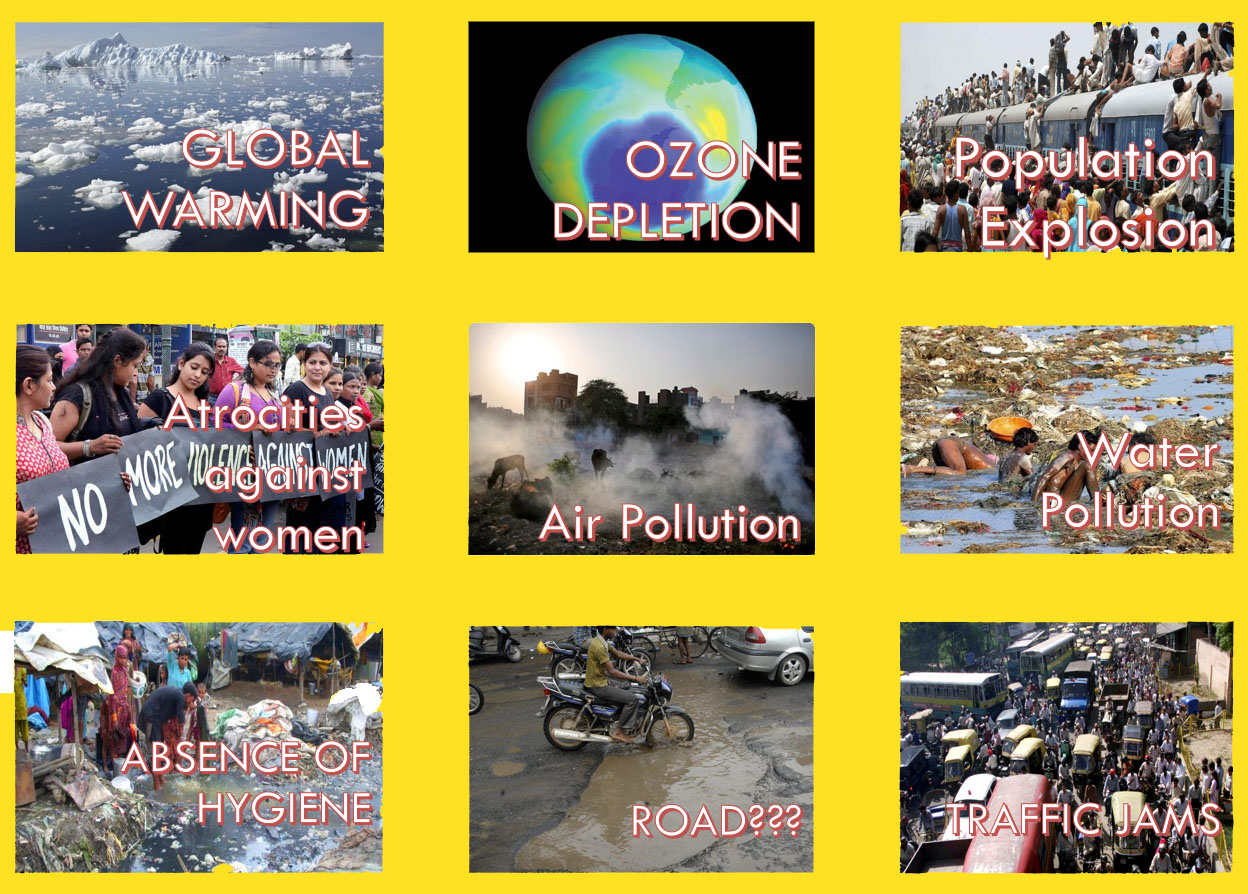 GLOBAL
WARMING
OZONE
DEPLETION
Population
Explosion
Atrocities
against
women
NO MORE VIOLENCE AGAINST WOMEN
Air Pollution
Water
Pollution
ABSENCE OF
HYGIENE
ROAD???
TRAFFIC JAMS